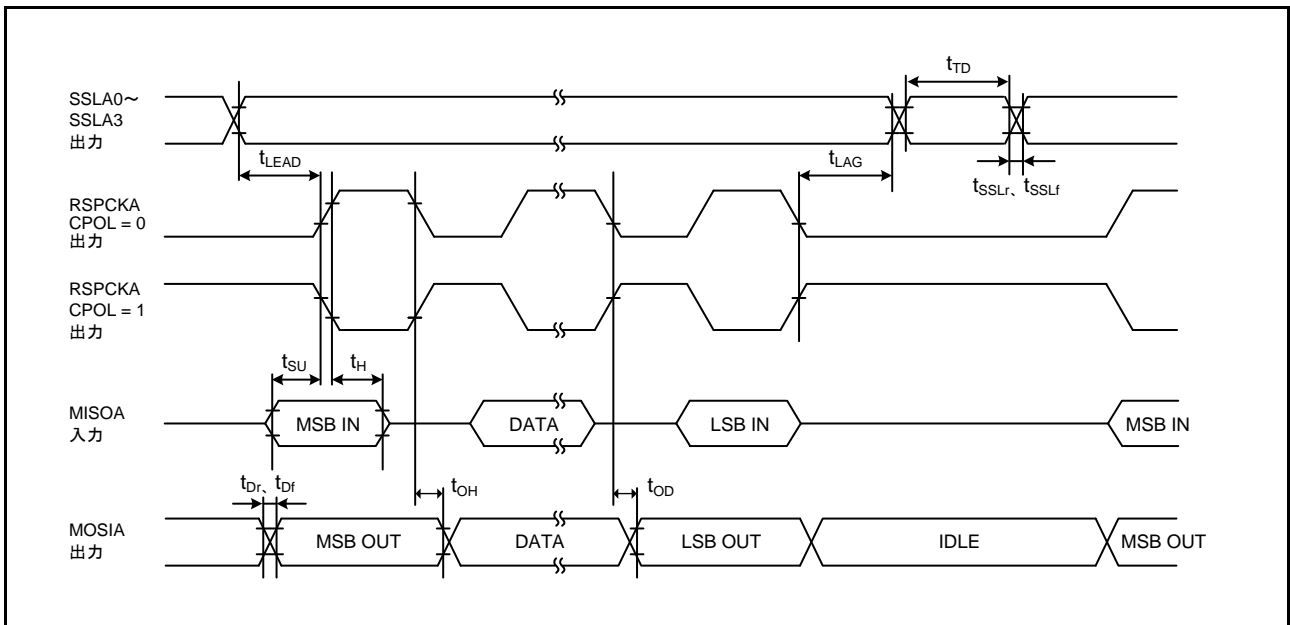 tTD
SSLA0～
SSLA3
出力
tLEAD
tLAG
tSSLr、tSSLf
RSPCKA
CPOL = 0
出力
RSPCKA
CPOL = 1
出力
tSU
tH
MISOA
入力
MSB IN
DATA
LSB IN
MSB IN
tDr、tDf
tOH
tOD
MOSIA
出力
MSB OUT
DATA
LSB OUT
IDLE
MSB OUT